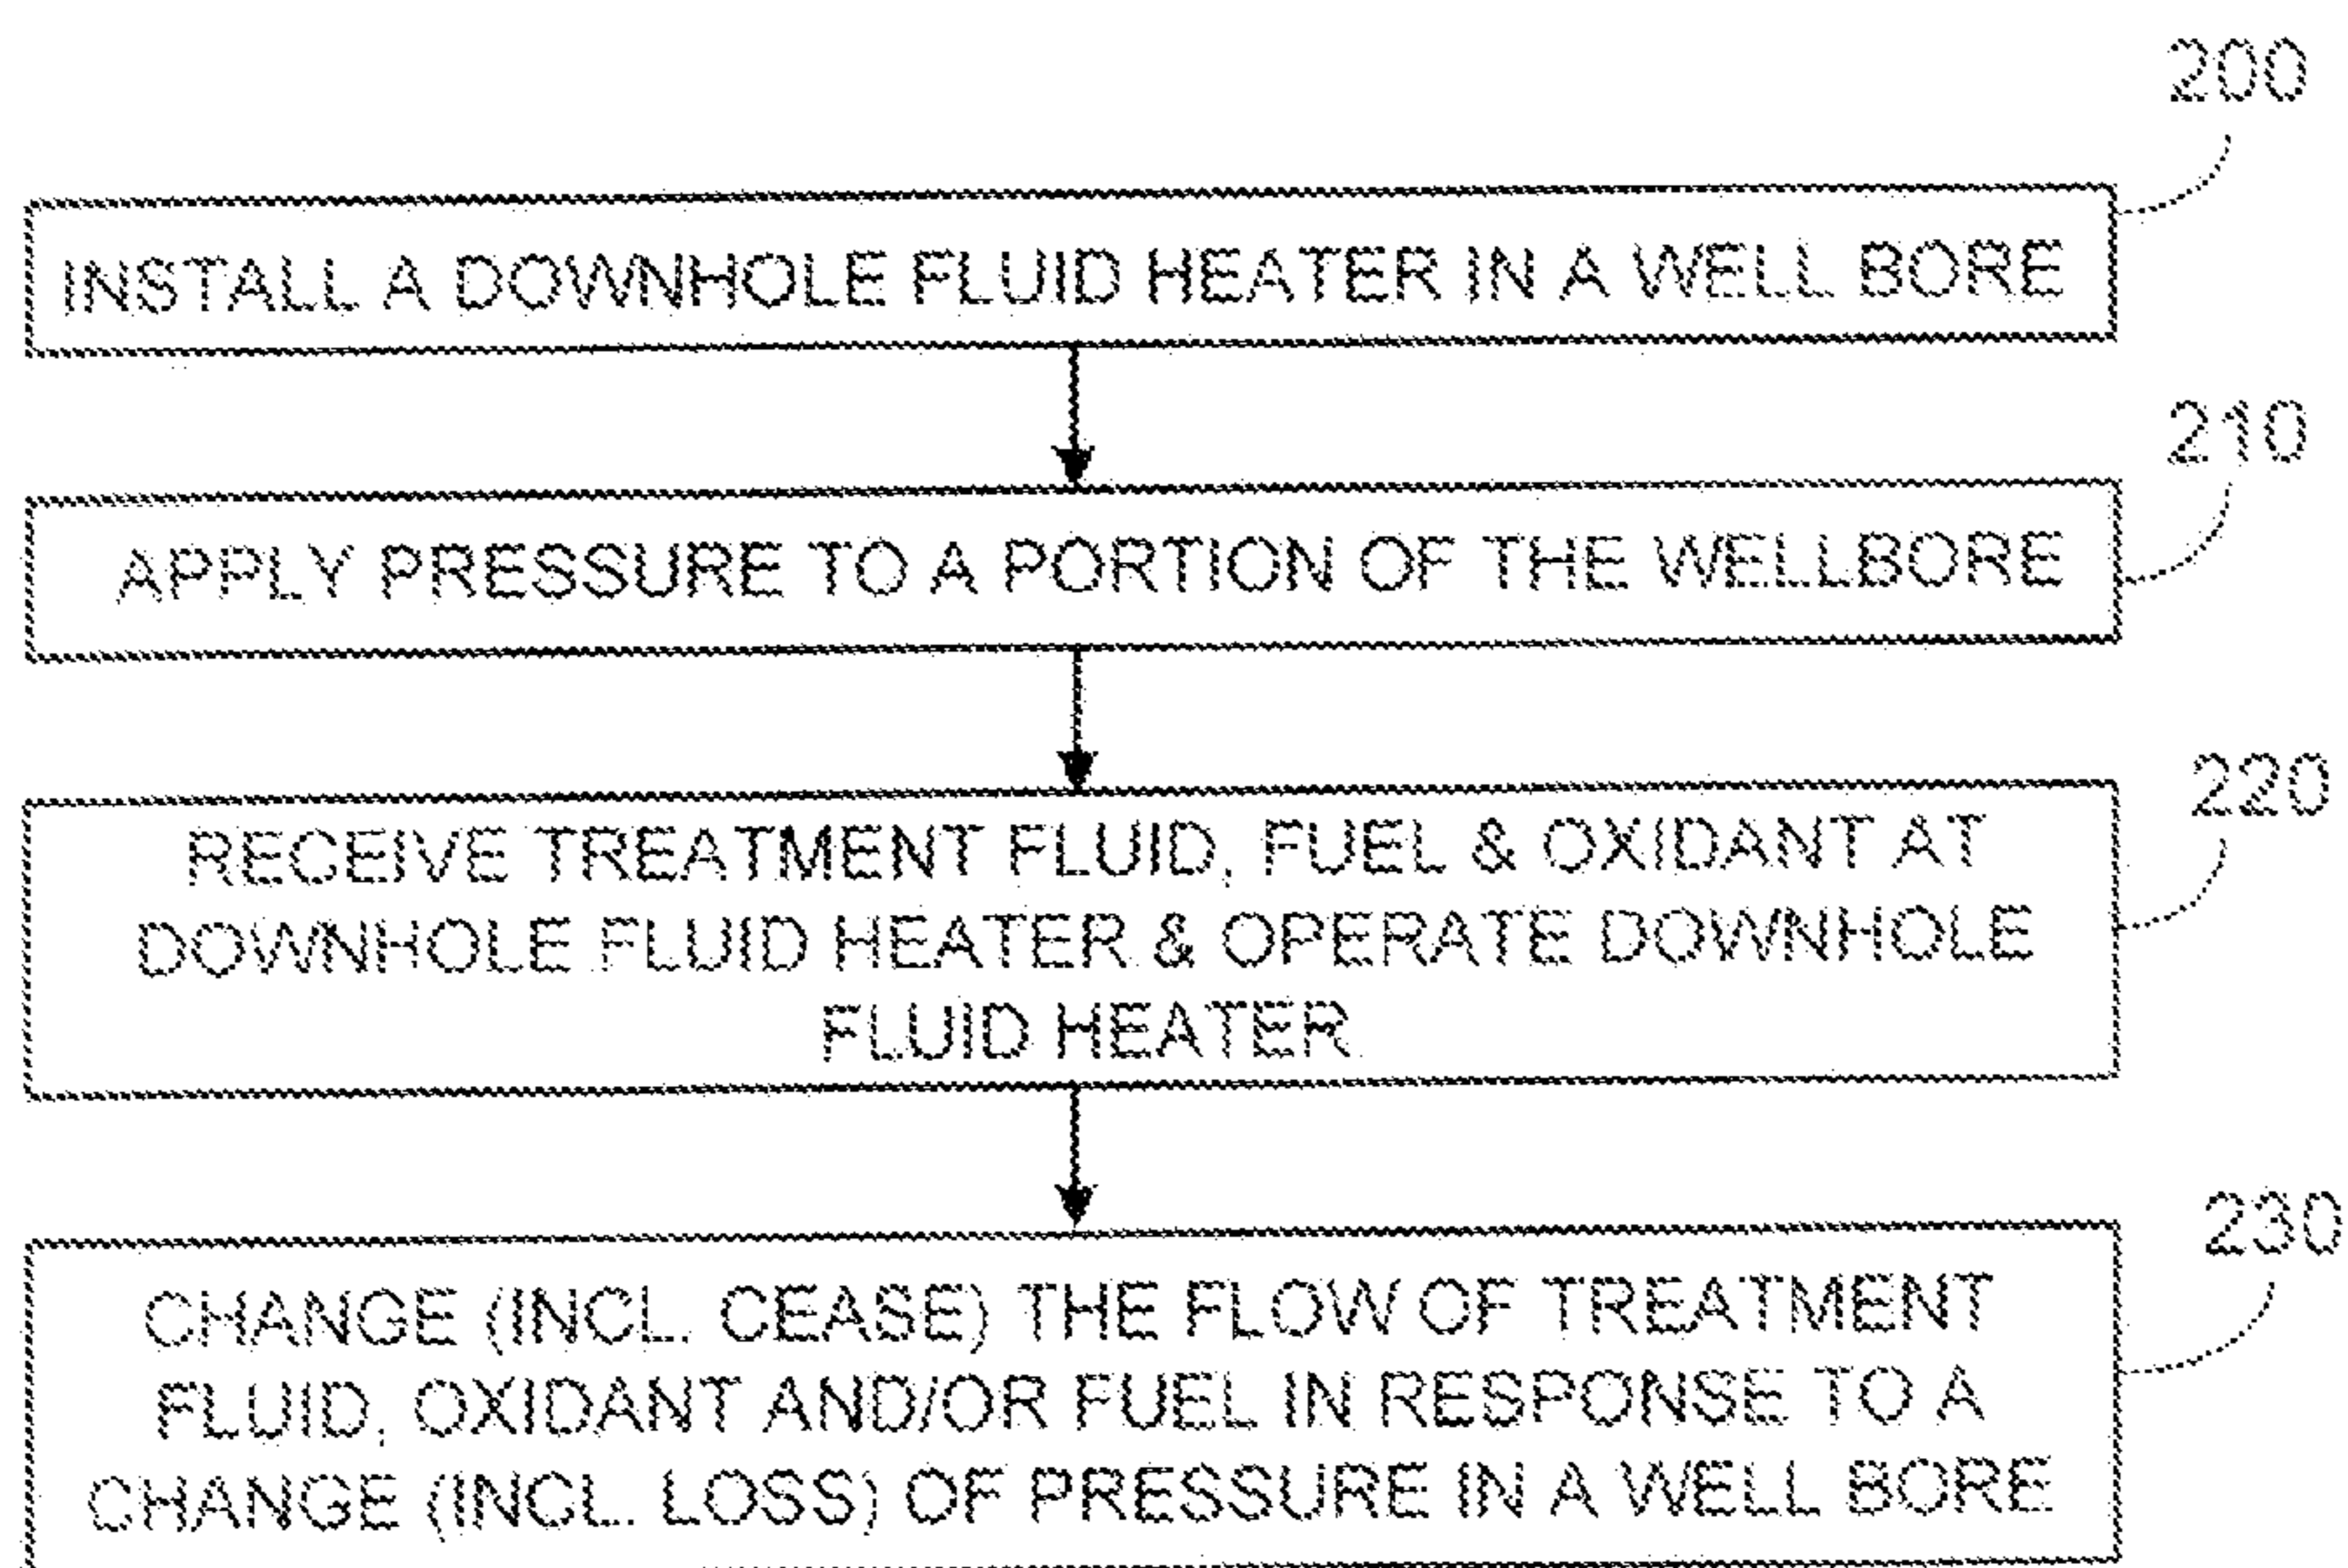 200
INSTALL A DOWNHOLE FLUID HEATER IN A WELL BORE
210
APPLY PRESSURE TO A PORTION OF THE WELLBORE
220
RECEIVE TREATMENT FLUID, FUEL & OXIDANT AT
DOWNHOLE FLUID HEATER & OPERATE DOWNHOLE
FLUID HEATER
230
CHANGE (INCL. CEASE) THE FLOW OF TREATMENT
FLUID, OXIDANT AND/OR FUEL IN RESPONSE TO A
CHANGE (INCL. LOSS) OF PRESSURE IN A WELL BORE